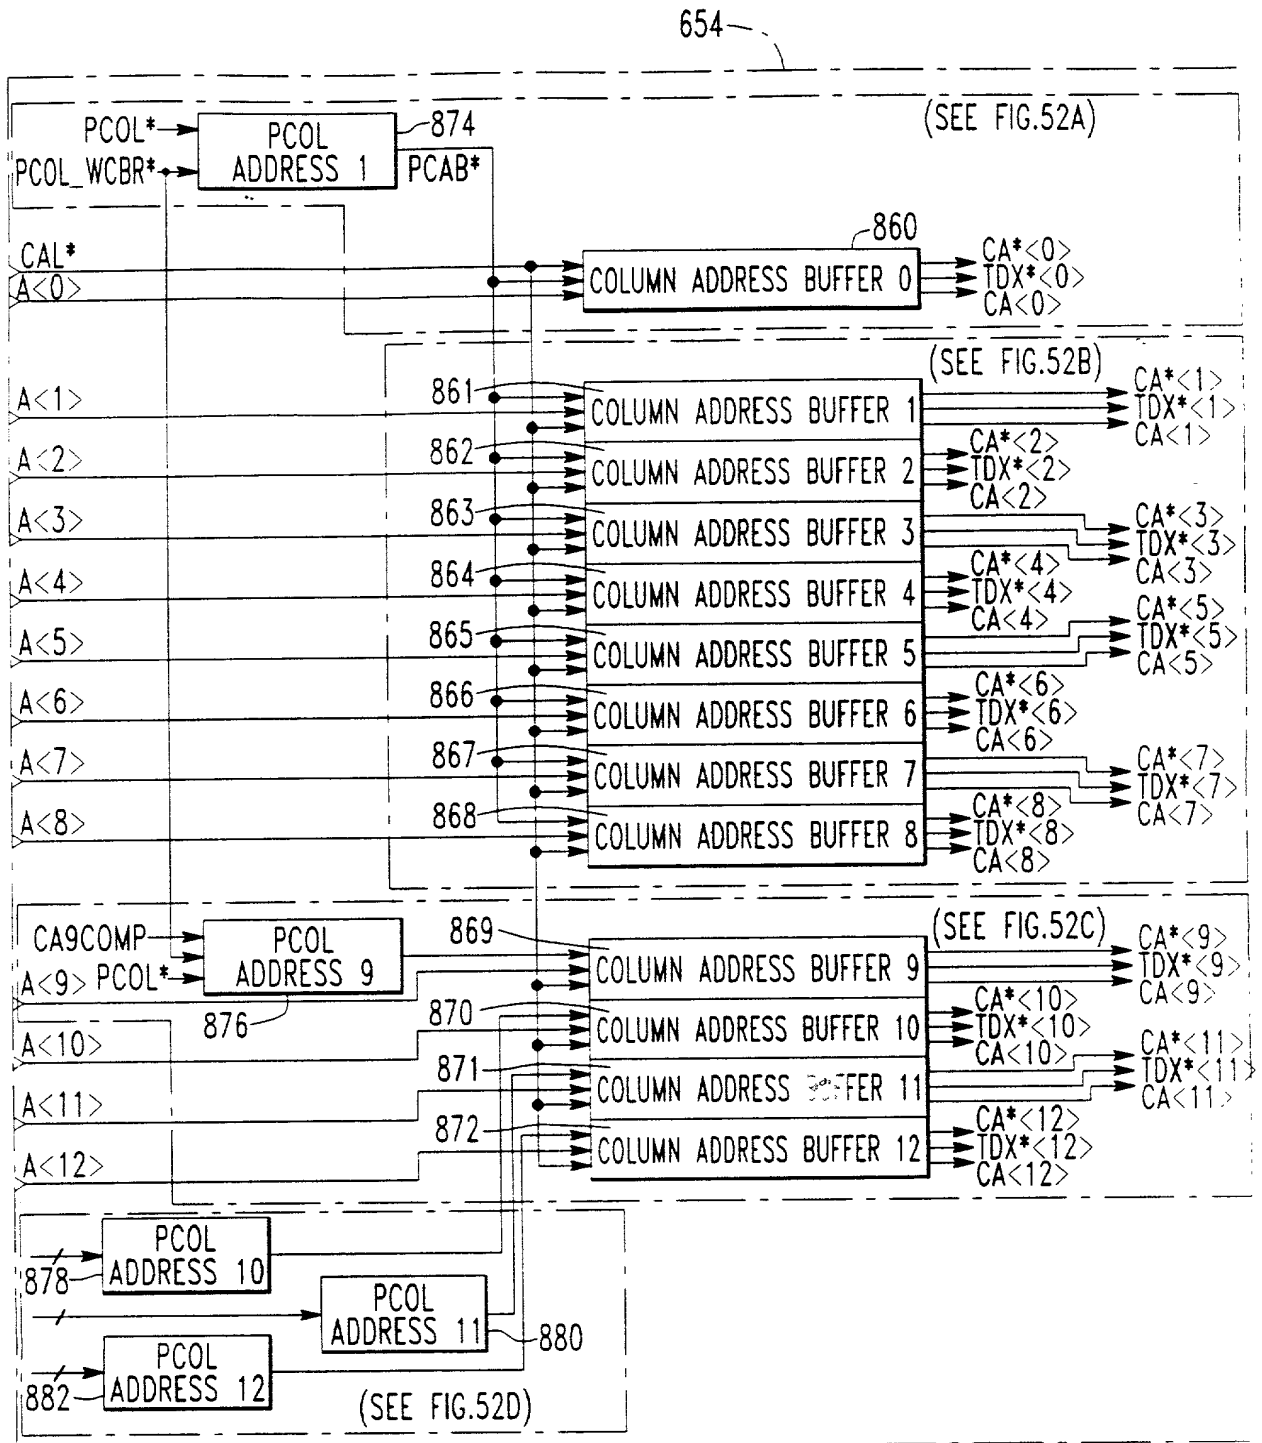 654
(SEE FIG.52A)
PCOL*
PCOL_WCBR*
PCOL
ADDRESS 1
874
PCAB*
CAL*
A<0>
860
COLUMN ADDRESS BUFFER 0
CA*<0>
TDX*<0>
CA<0>
(SEE FIG.52B)
A<1>
861
COLUMN ADDRESS BUFFER 1
CA*<1>
TDX*<1>
CA<1>
A<2>
862
COLUMN ADDRESS BUFFER 2
CA*<2>
TDX*<2>
CA<2>
A<3>
863
COLUMN ADDRESS BUFFER 3
CA*<3>
TDX*<3>
CA<3>
A<4>
864
COLUMN ADDRESS BUFFER 4
CA*<4>
TDX*<4>
CA<4>
A<5>
865
COLUMN ADDRESS BUFFER 5
CA*<5>
TDX*<5>
CA<5>
A<6>
866
COLUMN ADDRESS BUFFER 6
CA*<6>
TDX*<6>
CA<6>
A<7>
867
COLUMN ADDRESS BUFFER 7
CA*<7>
TDX*<7>
CA<7>
A<8>
868
COLUMN ADDRESS BUFFER 8
CA*<8>
TDX*<8>
CA<8>
(SEE FIG.52C)
CA9COMP
A<9>
PCOL*
PCOL
ADDRESS 9
876
869
COLUMN ADDRESS BUFFER 9
CA*<9>
TDX*<9>
CA<9>
A<10>
870
COLUMN ADDRESS BUFFER 10
CA*<10>
TDX*<10>
CA<10>
A<11>
871
COLUMN ADDRESS BUFFER 11
CA*<11>
TDX*<11>
CA<11>
A<12>
872
COLUMN ADDRESS BUFFER 12
CA*<12>
TDX*<12>
CA<12>
878
PCOL
ADDRESS 10
PCOL
ADDRESS 11
880
882
PCOL
ADDRESS 12
(SEE FIG.52D)